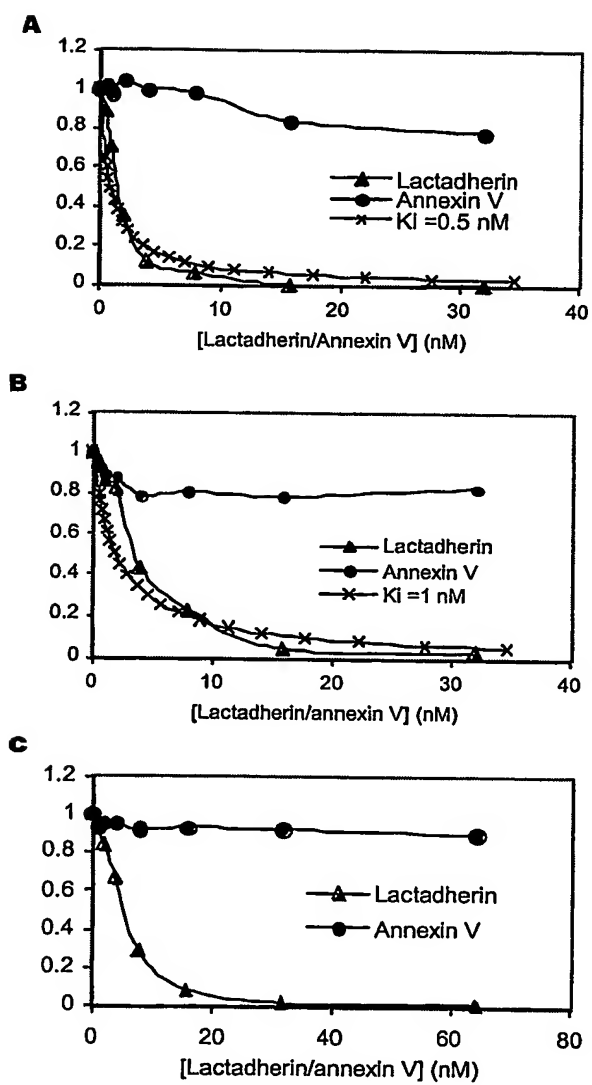 A
1.2
1
0.8
0.6
0.4
0.2
0
Lactadherin
Annexin V
Ki =0.5 nM
0 10 20 30 40
[Lactadherin/Annexin V] (nM)
B
1.2
1
0.8
0.6
0.4
0.2
0
Lactadherin
Annexin V
Ki =1 nM
0 10 20 30 40
[Lactadherin/annexin V] (nM)
C
1.2
1
0.8
0.6
0.4
0.2
0
Lactadherin
Annexin V
0 20 40 60 80
[Lactadherin/annexin V] (nM)